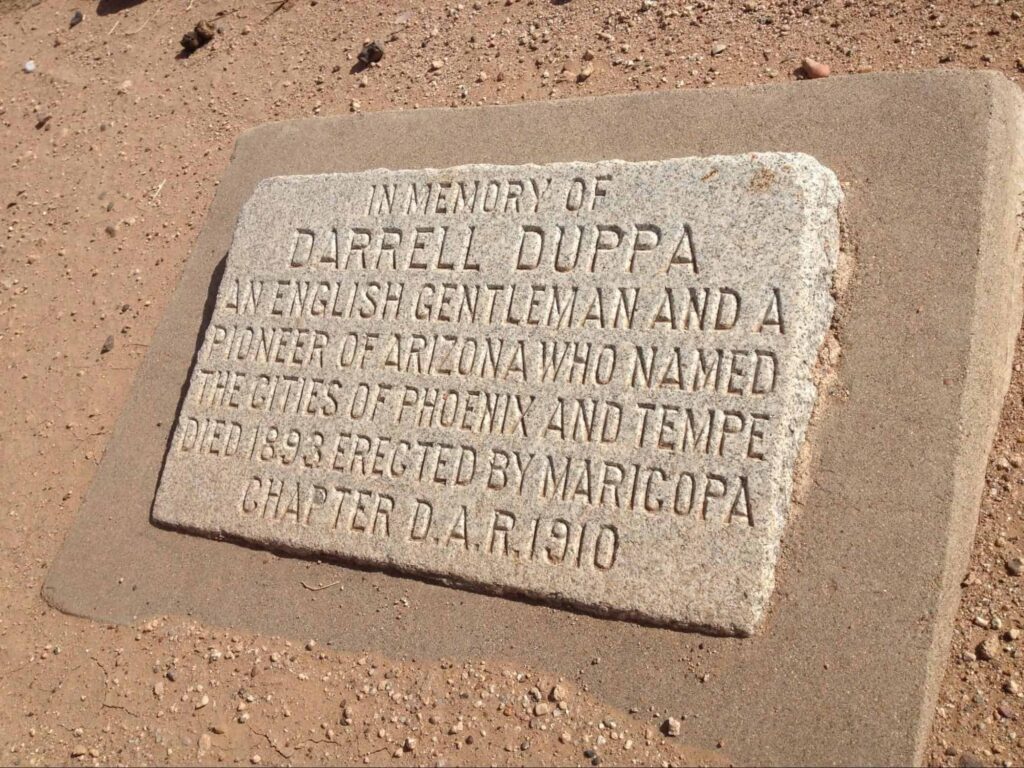 IN MEMORY OF
DARRELL DUPPA
AN ENGLISH GENTLEMAN AND A
PIONEER OF ARIZONA WHO NAMED
THE CITIES OF PHOENIX AND TEMPE
DIED 1893 ERECTED BY MARICOPA
CHAPTER D.A.R. 1910